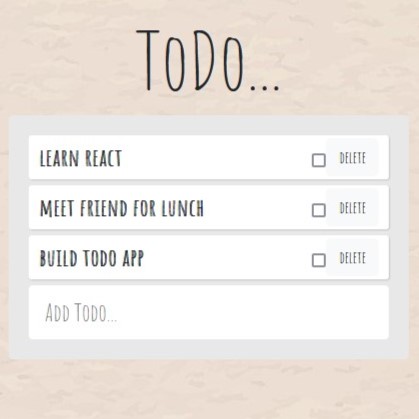 ToDo...
LEARN REACT
DELETE
MEET FRIEND FOR LUNCH
DELETE
BUILD TODO APP
DELETE
Add Todo...